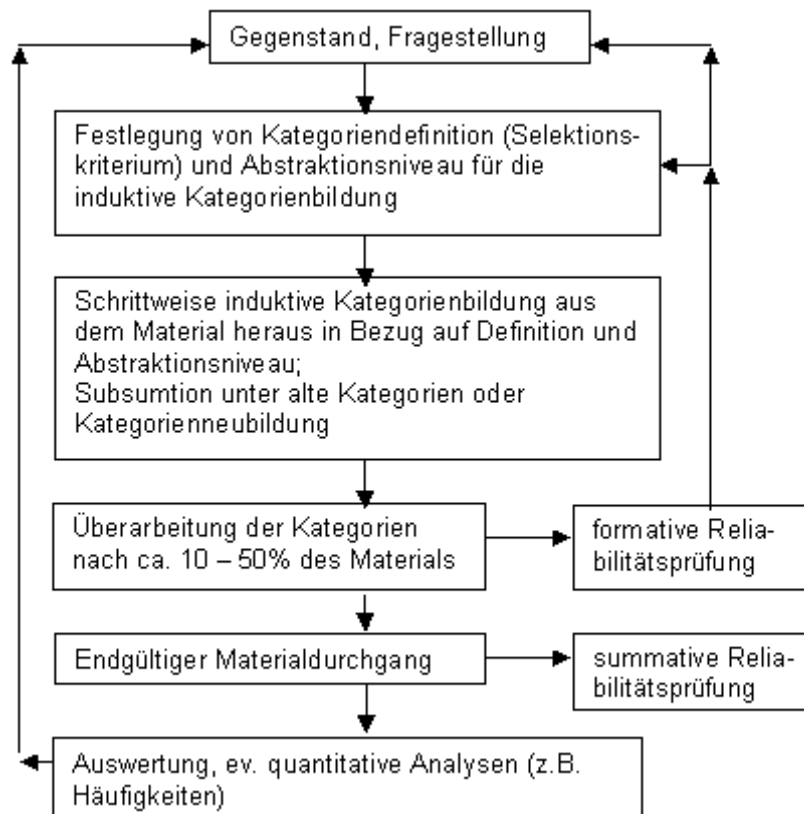 Gegenstand, Fragestellung
Festlegung von Kategoriendefinition (Selektions-
kriterium) und Abstraktionsniveau für die
induktive Kategorienbildung
Schrittweise induktive Kategorienbildung aus
dem Material heraus in Bezug auf Definition und
Abstraktionsniveau;
Subsumtion unter alte Kategorien oder
Kategorienneubildung
Überarbeitung der Kategorien
nach ca. 10 – 50% des Materials
formative Relia-
bilitätsprüfung
Endgültiger Materialdurchgang
summative Relia-
bilitätsprüfung
Auswertung, ev. quantitative Analysen (z.B.
Häufigkeiten)